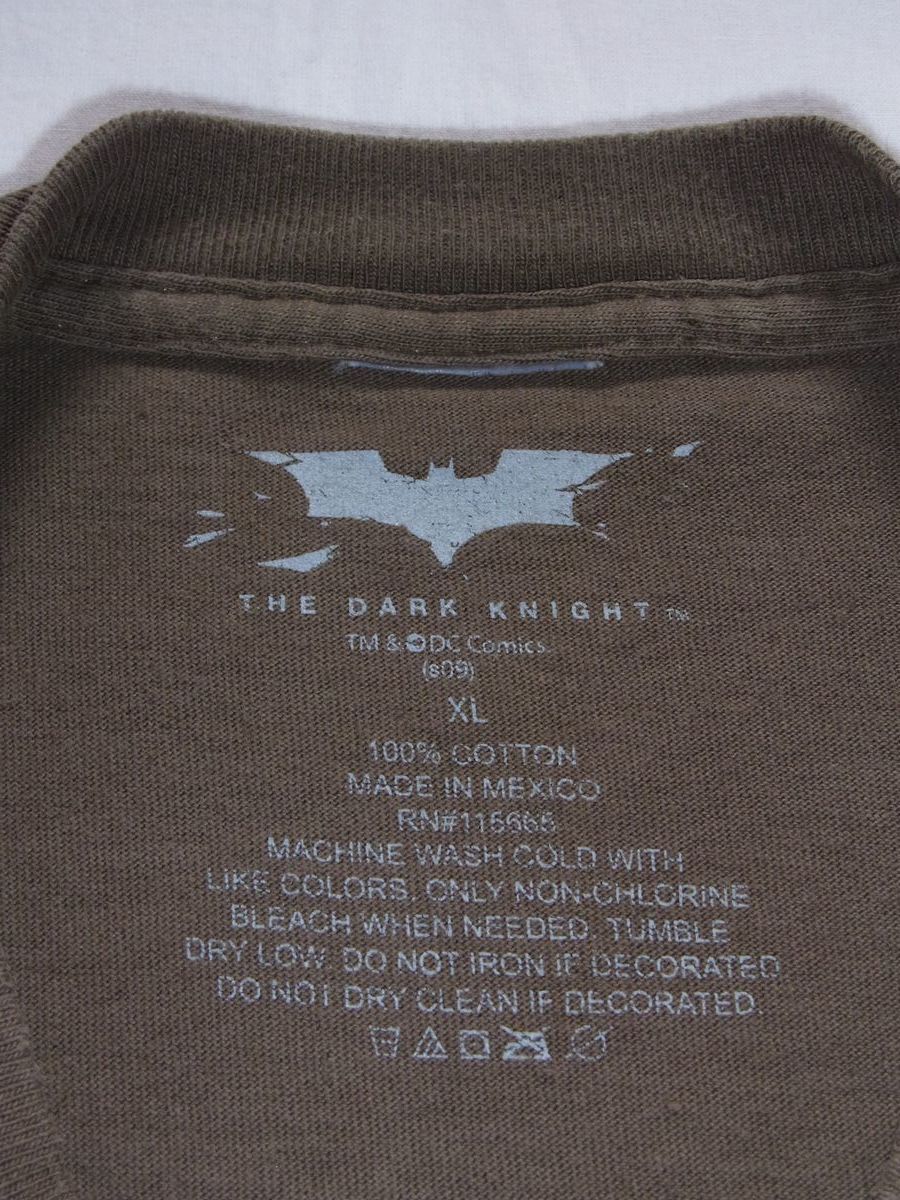 THE DARK KNIGHT™
TM & © DC Comics
(s09)
XL
100% COTTON
MADE IN MEXICO
RN#115665
MACHINE WASH COLD WITH
LIKE COLORS. ONLY NON-CHLORINE
BLEACH WHEN NEEDED. TUMBLE
DRY LOW. DO NOT IRON IF DECORATED
DO NOT DRY CLEAN IF DECORATED.